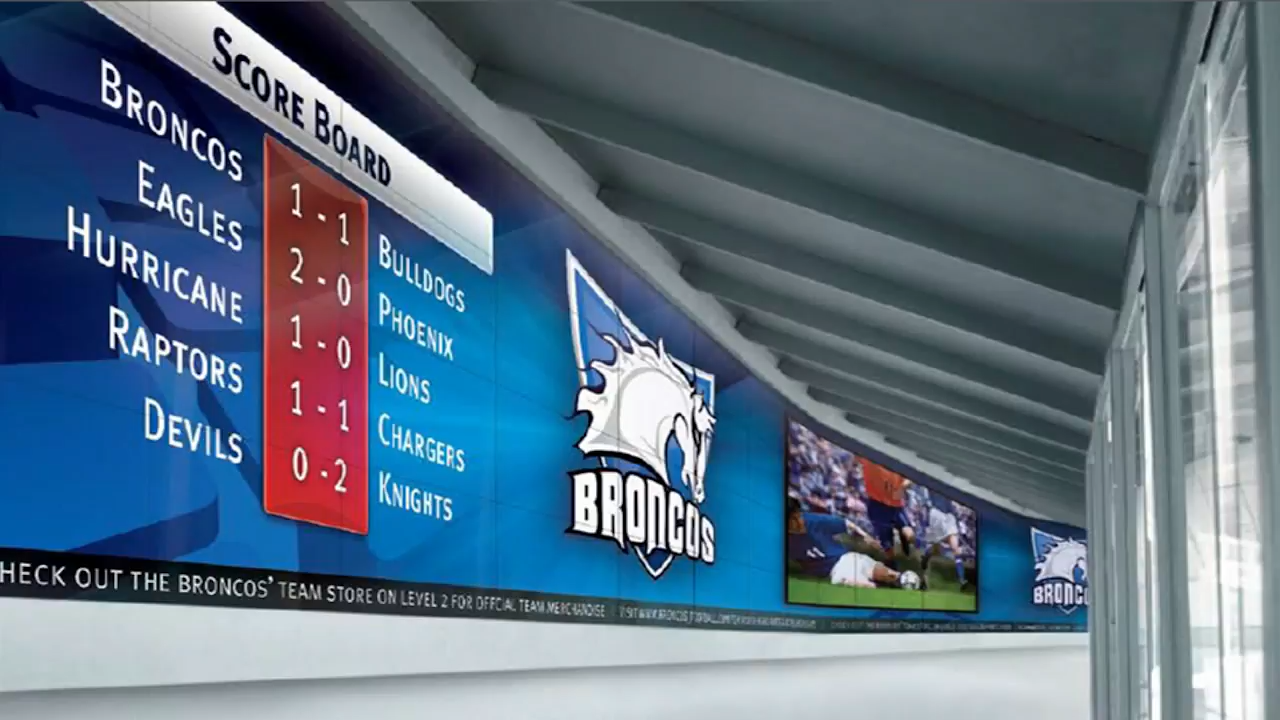 SCORE BOARD
BRONCOS 1 - 1 BULLDOGS
EAGLES 2 - 0 PHOENIX
HURRICANE 1 - 0 LIONS
RAPTORS 1 - 1 CHARGERS
DEVILS 0 - 2 KNIGHTS
BRONCOS
BRONCOS
HECK OUT THE BRONCOS' TEAM STORE ON LEVEL 2 FOR OFFCIAL TEAM MERCHANDISE